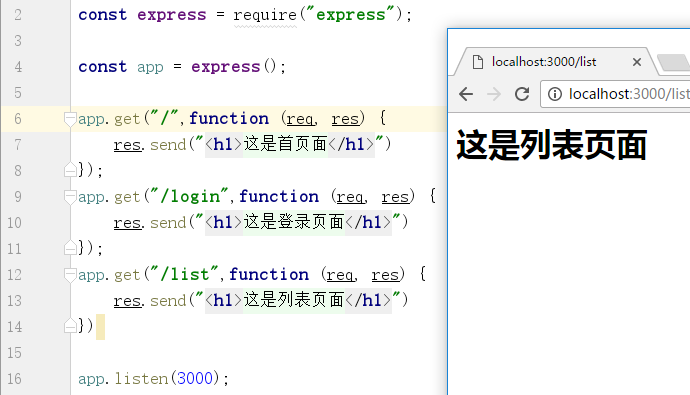 2 const express = require("express");
3
4 const app = express();
5
6 app.get("/",function (req, res) {
7 res.send("<h1>这是首页面</h1>")
8 });
9 app.get("/login",function (req, res) {
10 res.send("<h1>这是登录页面</h1>")
11 });
12 app.get("/list",function (req, res) {
13 res.send("<h1>这是列表页面</h1>")
14 })
15
16 app.listen(3000);
localhost:3000/list
localhost:3000/list
这是列表页面